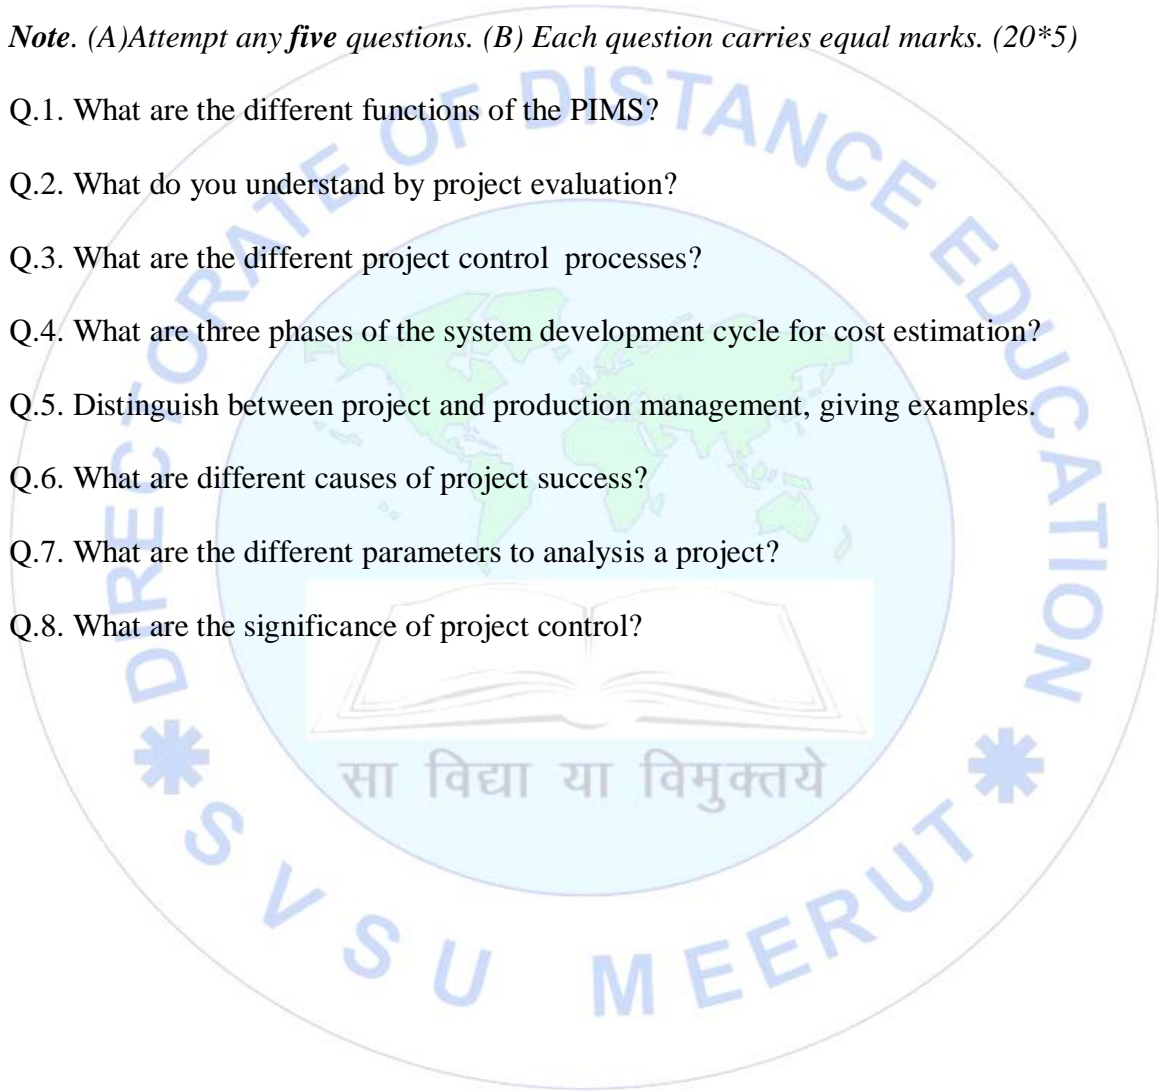 Note. (A)Attempt any five questions. (B) Each question carries equal marks. (20*5)
Q.1. What are the different functions of the PIMS?
Q.2. What do you understand by project evaluation?
Q.3. What are the different project control  processes?
Q.4. What are three phases of the system development cycle for cost estimation?
Q.5. Distinguish between project and production management, giving examples.
Q.6. What are different causes of project success?
Q.7. What are the different parameters to analysis a project?
Q.8. What are the significance of project control?
DIRECTORATE OF DISTANCE EDUCATION
सा विद्या या विमुक्तये
* S V S U MEERUT *